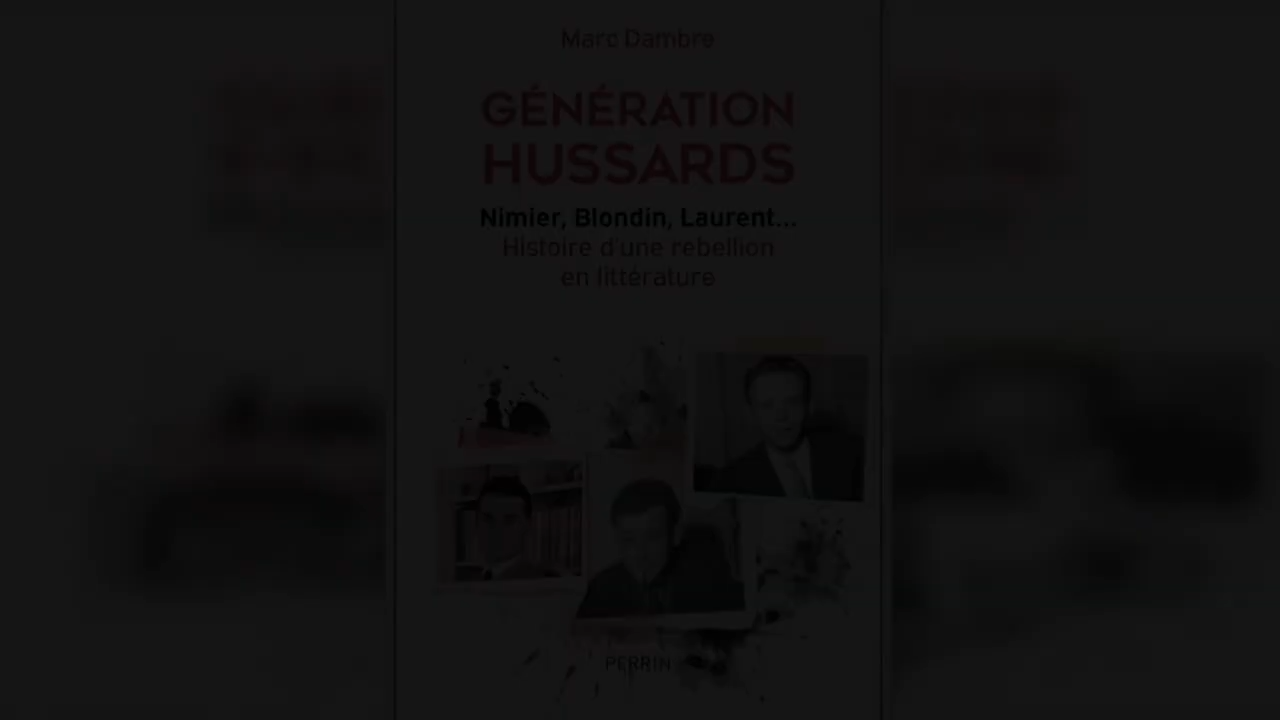 Marc Dambre
GÉNÉRATION
HUSSARDS
Nimier, Blondin, Laurent...
Histoire d'une rebellion
en littérature
PERRIN